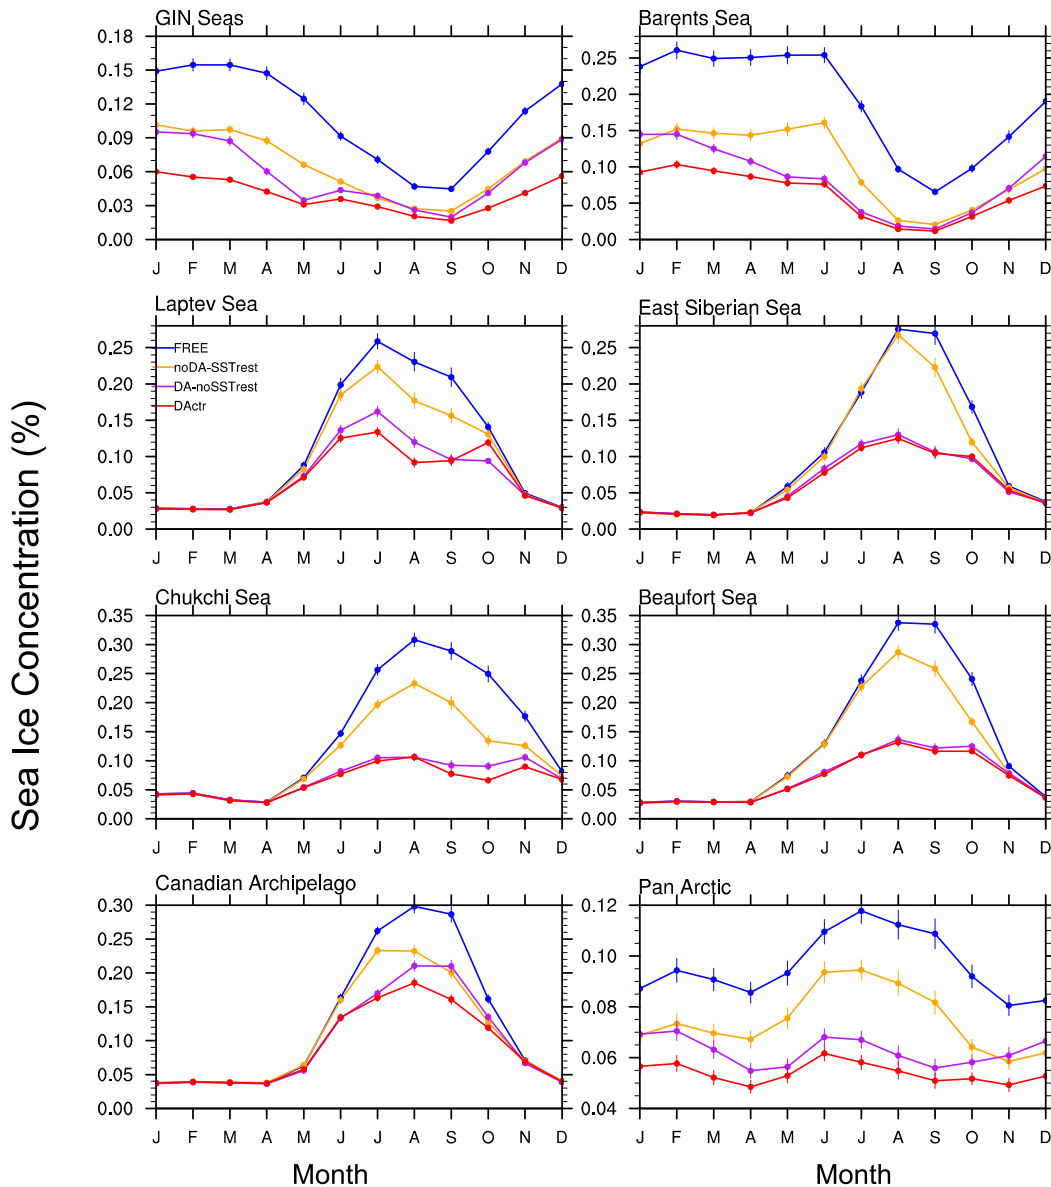 GIN Seas
0.18
0.15
0.12
0.09
0.06
0.03
0.00
J F M A M J J A S O N D
Barents Sea
0.25
0.20
0.15
0.10
0.05
0.00
J F M A M J J A S O N D
Laptev Sea
FREE
noDA-SSTrest
DA-noSSTrest
DActr
0.25
0.20
0.15
0.10
0.05
0.00
J F M A M J J A S O N D
East Siberian Sea
0.25
0.20
0.15
0.10
0.05
0.00
J F M A M J J A S O N D
Sea Ice Concentration (%)
Chukchi Sea
0.35
0.30
0.25
0.20
0.15
0.10
0.05
0.00
J F M A M J J A S O N D
Beaufort Sea
0.35
0.30
0.25
0.20
0.15
0.10
0.05
0.00
J F M A M J J A S O N D
Canadian Archipelago
0.30
0.25
0.20
0.15
0.10
0.05
0.00
J F M A M J J A S O N D
Month
Pan Arctic
0.12
0.10
0.08
0.06
0.04
J F M A M J J A S O N D
Month